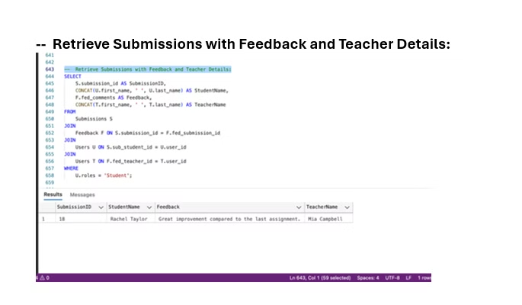 -- Retrieve Submissions with Feedback and Teacher Details:
641
642
643 -- Retrieve Submissions with Feedback and Teacher Details:
644 SELECT
645 S.submission_id AS SubmissionID,
646 CONCAT(U.first_name, ' ', U.last_name) AS StudentName,
647 F.fed_comments AS Feedback,
648 CONCAT(T.first_name, ' ', T.last_name) AS TeacherName
649 FROM
650 Submissions S
651 JOIN
652 Feedback F ON S.submission_id = F.fed_submission_id
653 JOIN
654 Users U ON S.sub_student_id = U.user_id
655 JOIN
656 Users T ON F.fed_teacher_id = T.user_id
657 WHERE
658 U.roles = 'Student';
659
Results Messages
SubmissionID StudentName Feedback TeacherName
1 18 Rachel Taylor Great improvement compared to the last assignment. Mia Campbell
0 Ln 643, Col 1 (59 selected) Spaces: 4 UTF-8 LF 1 rows